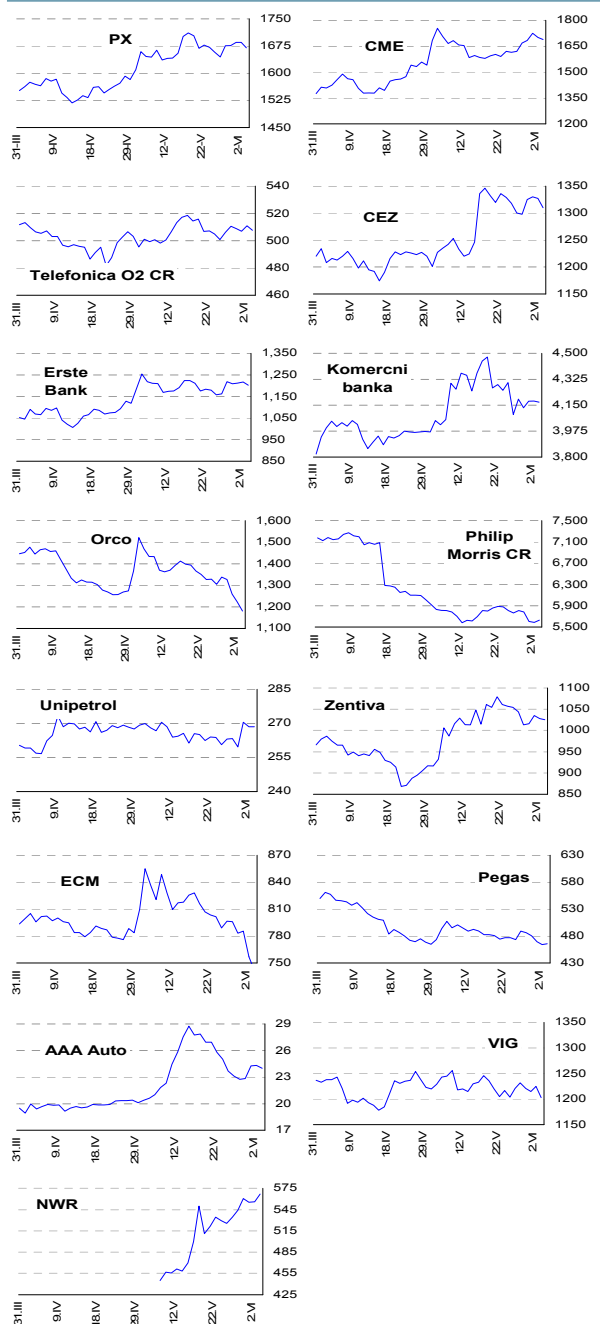 PX
1750
1675
1600
1525
1450
31-III
9-IV
18-IV
29-IV
12-V
22-V
2-VI
CME
1800
1650
1500
1350
1200
31.III
9.IV
18.IV
29.IV
12.V
22.V
2.VI
Telefonica O2 CR
540
520
500
480
460
31.III
9.IV
18.IV
29.IV
12.V
22.V
2.VI
CEZ
1350
1300
1250
1200
1150
31.III
9.IV
18.IV
29.IV
12.V
22.V
2.VI
Erste
Bank
1,350
1,250
1,150
1,050
950
850
31.III
9.IV
18.IV
29.IV
12.V
22.V
2.VI
Komercni
banka
4,500
4,325
4,150
3,975
3,800
31.III
9.IV
18.IV
29.IV
12.V
22.V
2.VI
Orco
1,600
1,500
1,400
1,300
1,200
1,100
31.III
9.IV
18.IV
29.IV
12.V
22.V
2.VI
Philip
Morris CR
7,500
7,100
6,700
6,300
5,900
5,500
31.III
9.IV
18.IV
29.IV
12.V
22.V
2.VI
Unipetrol
285
270
255
240
31.III
9.IV
18.IV
29.IV
12.V
22.V
2.VI
Zentiva
1100
1050
1000
950
900
850
31.III
9.IV
18.IV
29.IV
12.V
22.V
2.VI
ECM
870
840
810
780
750
31.III
9.IV
18.IV
29.IV
12.V
22.V
2.VI
Pegas
630
580
530
480
430
31.III
9.IV
18.IV
29.IV
12.V
22.V
2.VI
AAA Auto
29
26
23
20
17
31.III
9.IV
18.IV
29.IV
12.V
22.V
2.VI
VIG
1350
1300
1250
1200
1150
31.III
9.IV
18.IV
29.IV
12.V
22.V
2.VI
NWR
575
545
515
485
455
425
31.III
9.IV
18.IV
29.IV
12.V
22.V
2.VI